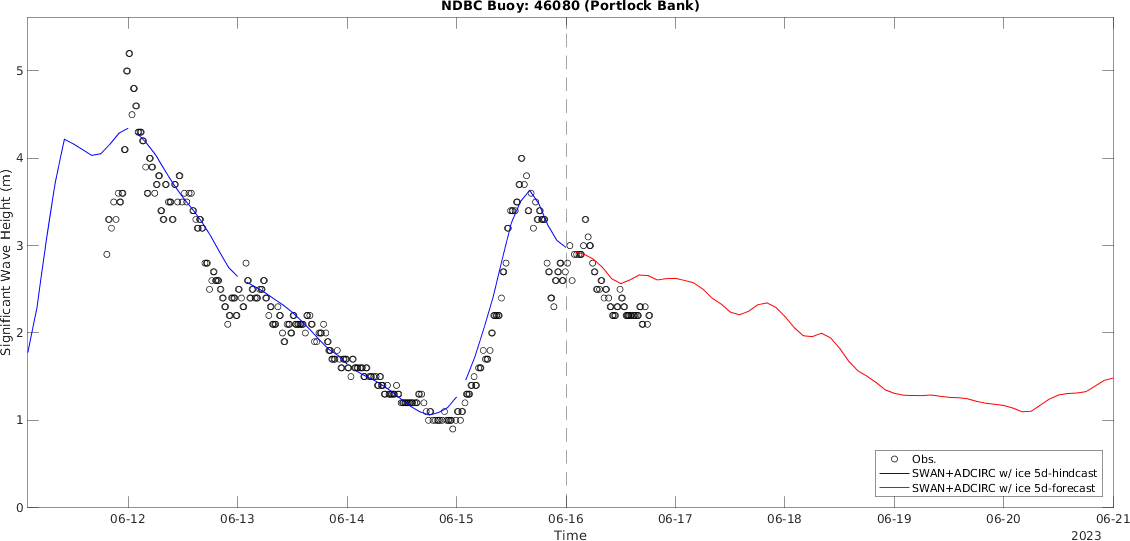 NDBC Buoy: 46080 (Portlock Bank)
Significant Wave Height (m)
5
4
3
2
1
0
Obs.
SWAN+ADCIRC w/ ice 5d-hindcast
SWAN+ADCIRC w/ ice 5d-forecast
06-12 06-13 06-14 06-15 06-16 06-17 06-18 06-19 06-20 06-21
Time 2023